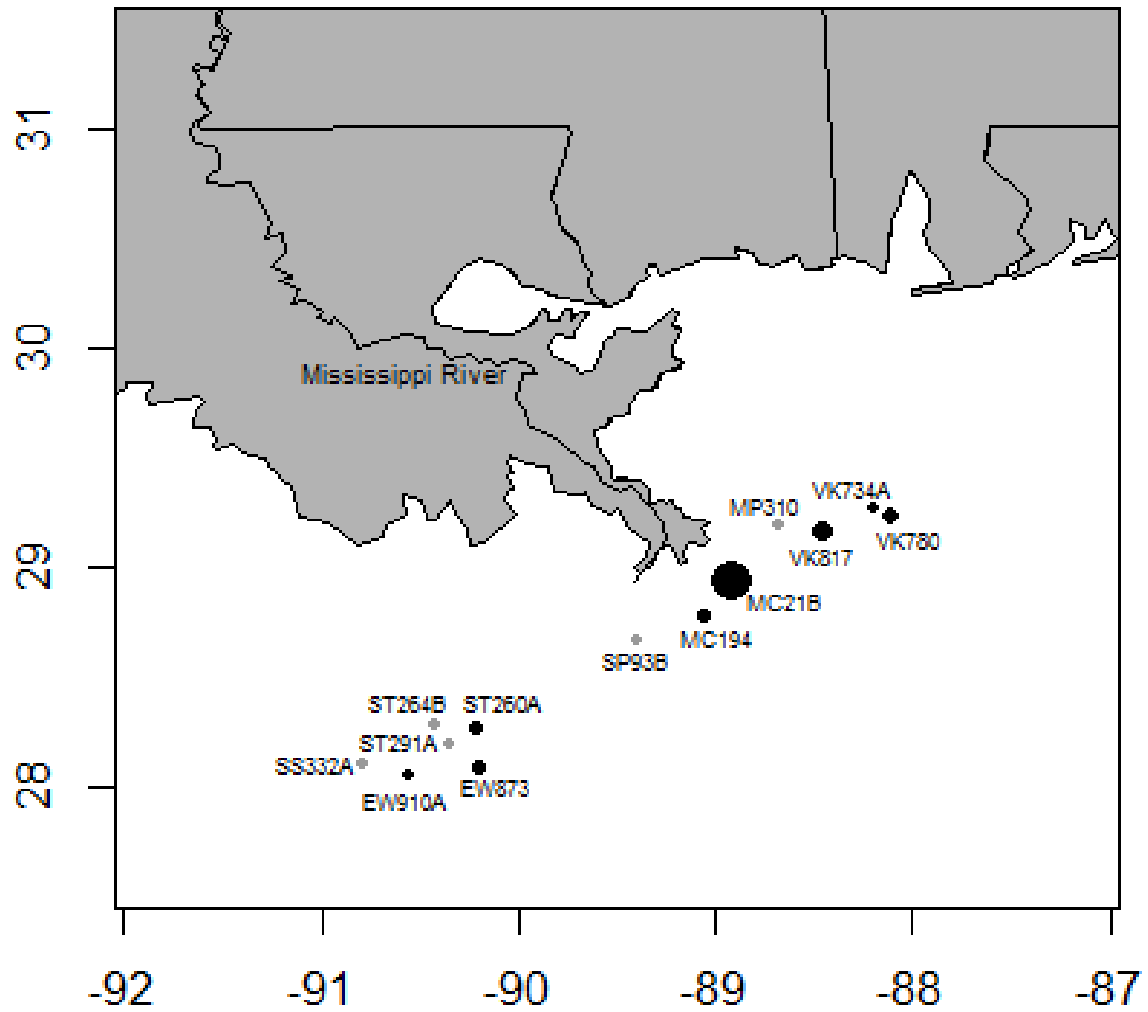 31
30
29
28
Mississippi River
VK734A
MP310
VK780
VK817
MC21B
MC194
SP93B
ST264B ST260A
ST291A
SS332A
EW873
EW910A
-92 -91 -90 -89 -88 -87